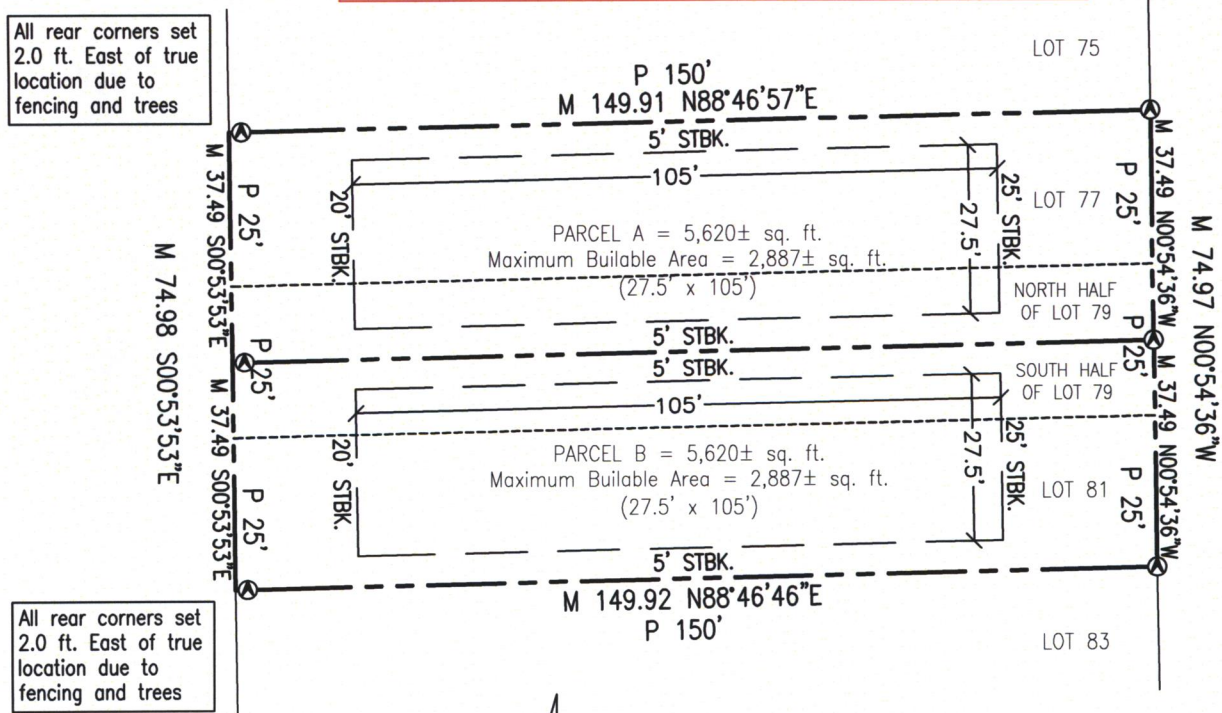 All rear corners set
2.0 ft. East of true
location due to
fencing and trees
LOT 75
P 150'
M 149.91 N88°46'57"E
5' STBK.
105'
M 37.49 S00°53'53"E
P 25'
20' STBK.
PARCEL A = 5,620± sq. ft.
Maximum Builable Area = 2,887± sq. ft.
(27.5' x 105')
27.5'
25' STBK.
LOT 77
P 25'
M 37.49 N00°54'36"W
NORTH HALF
OF LOT 79
5' STBK.
M 74.98 S00°53'53"E
M 74.97 N00°54'36"W
P 25'
5' STBK.
SOUTH HALF
OF LOT 79
P 25'
105'
M 37.49 S00°53'53"E
P 25'
20' STBK.
PARCEL B = 5,620± sq. ft.
Maximum Builable Area = 2,887± sq. ft.
(27.5' x 105')
27.5'
25' STBK.
LOT 81
P 25'
M 37.49 N00°54'36"W
5' STBK.
M 149.92 N88°46'46"E
P 150'
All rear corners set
2.0 ft. East of true
location due to
fencing and trees
LOT 83